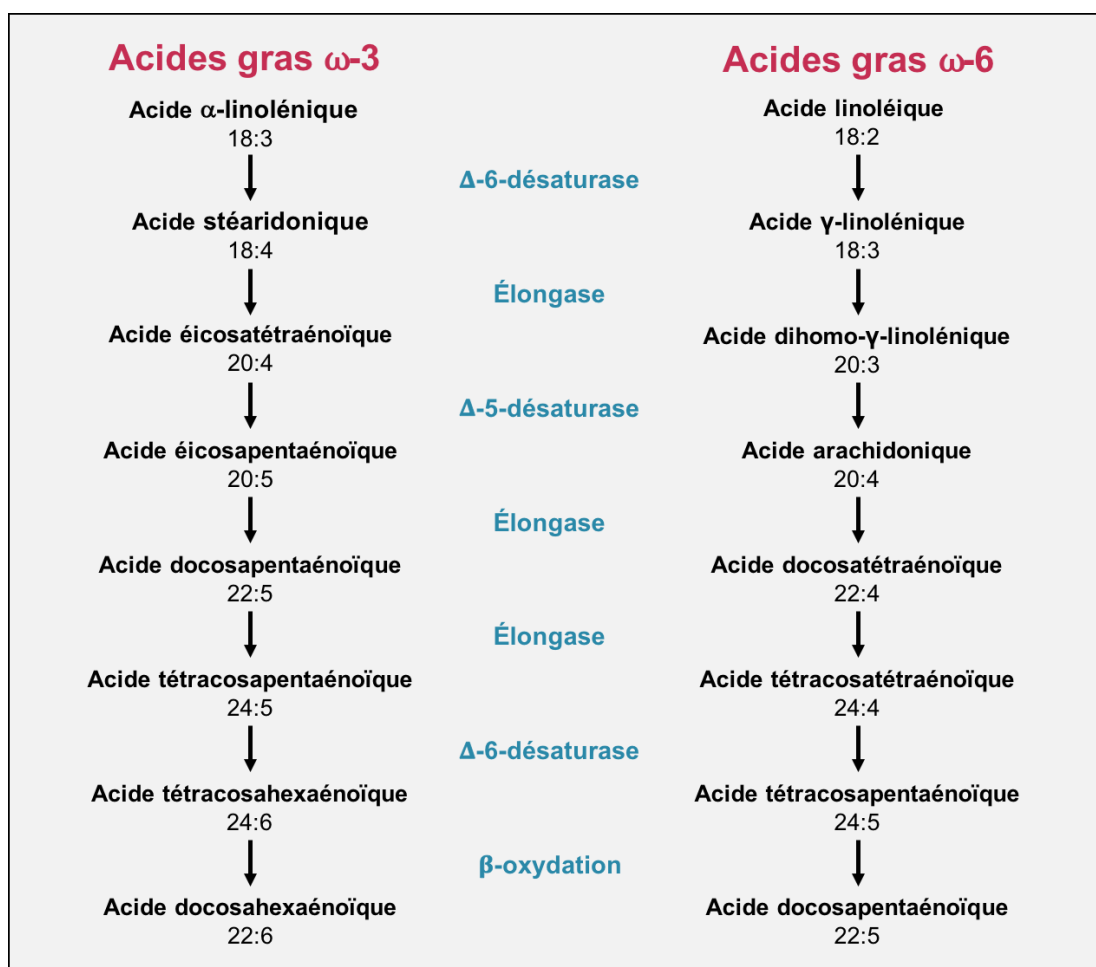 Acides gras ω-3
Acides gras ω-6
Acide α-linolénique
18:3
Acide linoléique
18:2
Δ-6-désaturase
Acide stéaridonique
18:4
Acide γ-linolénique
18:3
Élongase
Acide éicosatétraénoïque
20:4
Acide dihomo-γ-linolénique
20:3
Δ-5-désaturase
Acide éicosapentaénoïque
20:5
Acide arachidonique
20:4
Élongase
Acide docosapentaénoïque
22:5
Acide docosatétraénoïque
22:4
Élongase
Acide tétracosapentaénoïque
24:5
Acide tétracosatétraénoïque
24:4
Δ-6-désaturase
Acide tétracosahexaénoïque
24:6
Acide tétracosapentaénoïque
24:5
β-oxydation
Acide docosahexaénoïque
22:6
Acide docosapentaénoïque
22:5